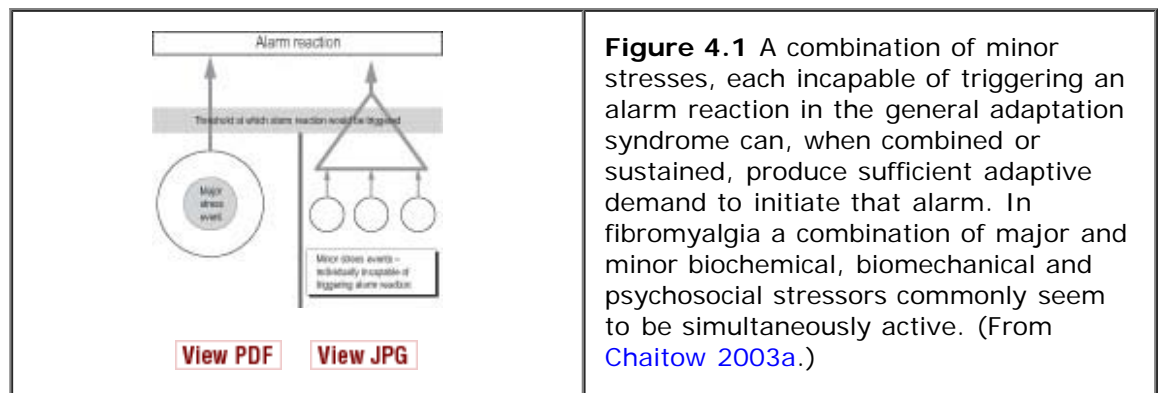 Alarm reaction
Threshold at which alarm reaction would be triggered
Major
stress
event
Minor stress events –
individually incapable of
triggering alarm reaction
View PDF
View JPG
Figure 4.1 A combination of minor
stresses, each incapable of triggering an
alarm reaction in the general adaptation
syndrome can, when combined or
sustained, produce sufficient adaptive
demand to initiate that alarm. In
fibromyalgia a combination of major and
minor biochemical, biomechanical and
psychosocial stressors commonly seem
to be simultaneously active. (From
Chaitow 2003a.)